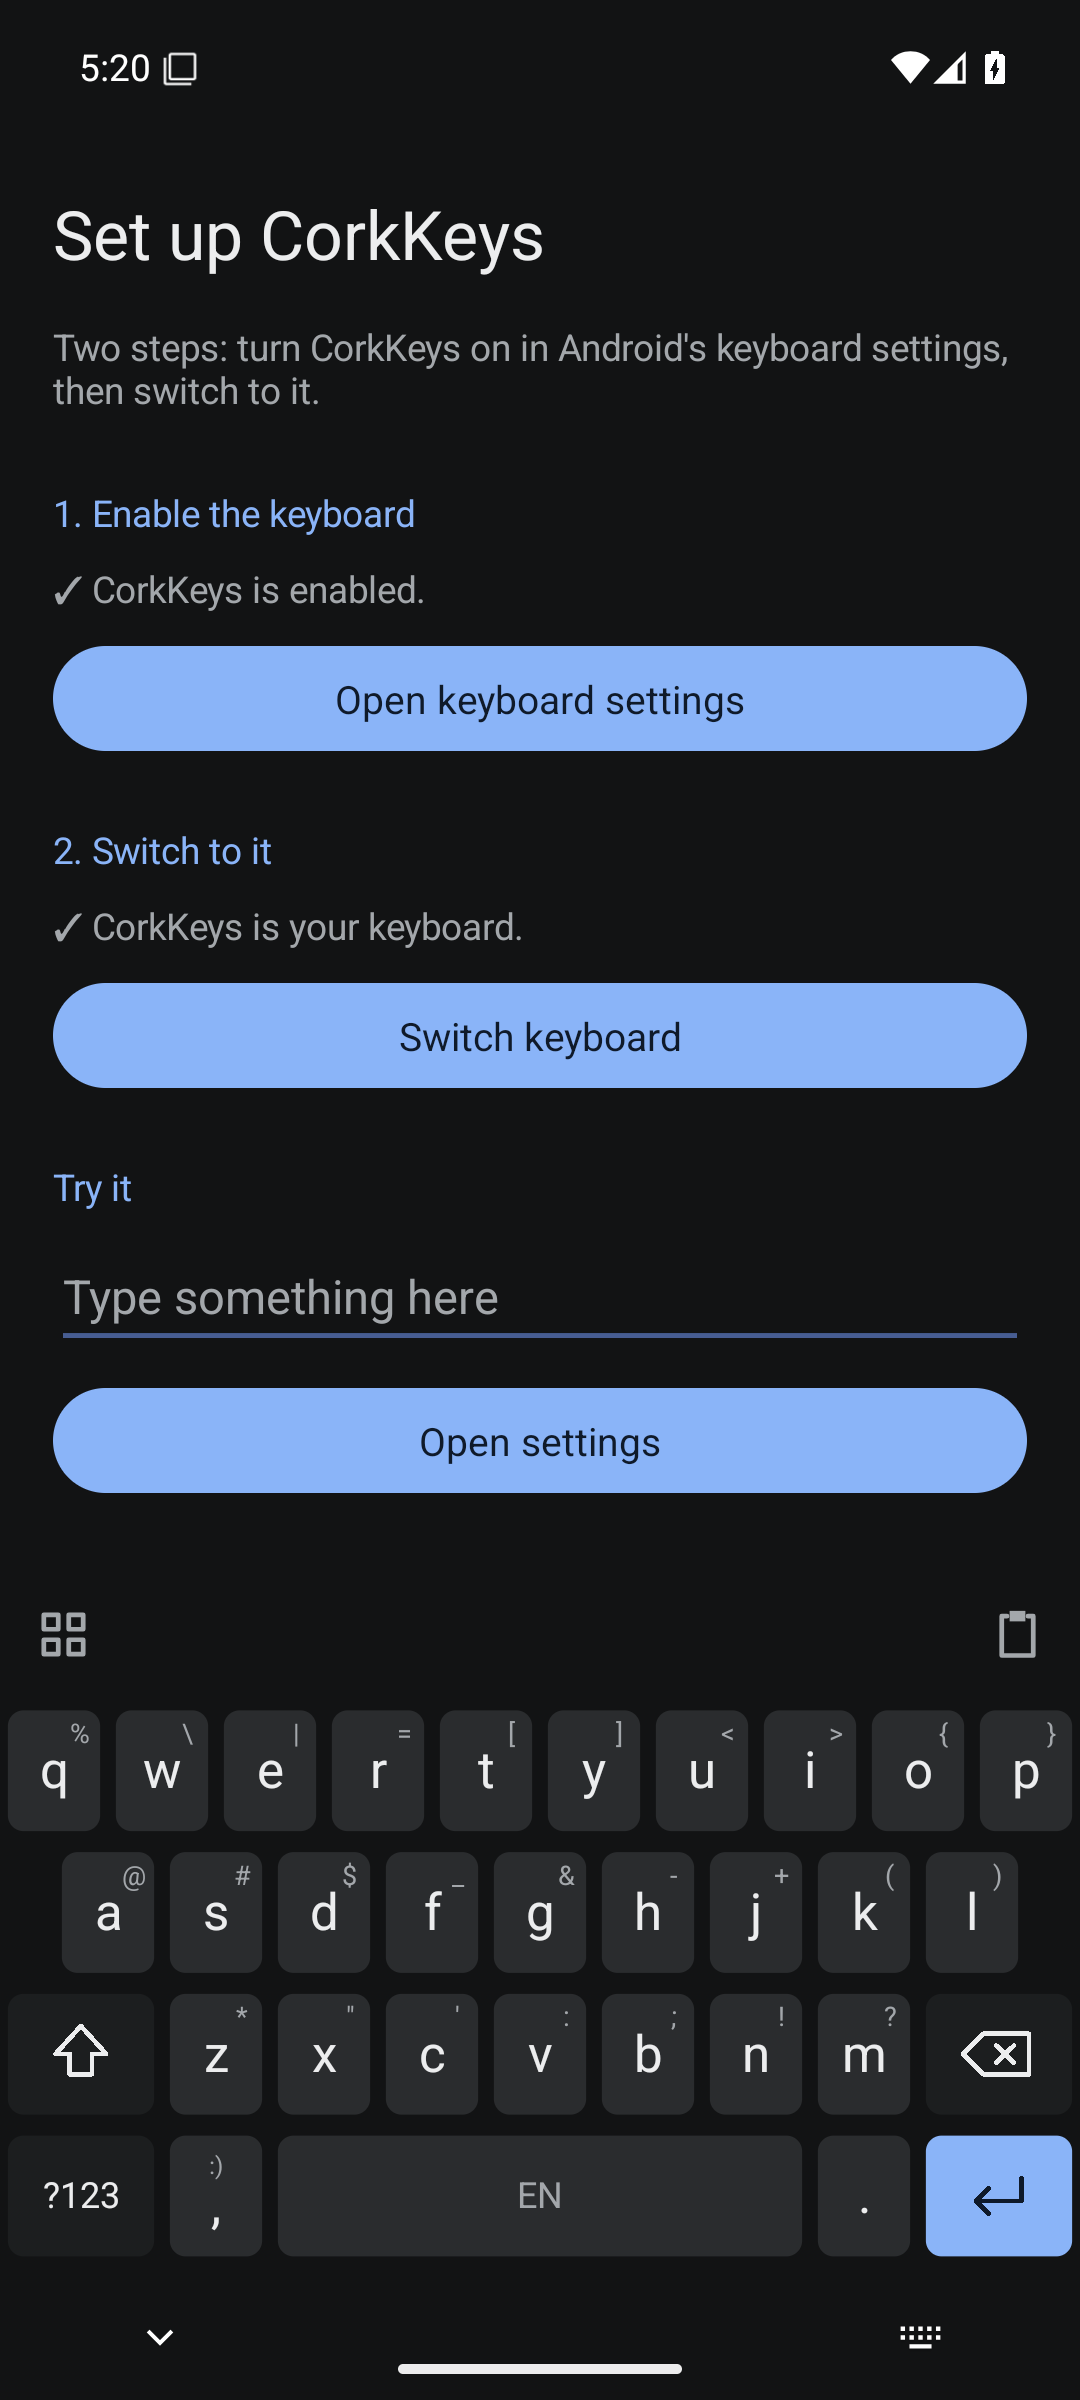 5:20
Set up CorkKeys
Two steps: turn CorkKeys on in Android's keyboard settings,
then switch to it.
1. Enable the keyboard
✓ CorkKeys is enabled.
Open keyboard settings
2. Switch to it
✓ CorkKeys is your keyboard.
Switch keyboard
Try it
Type something here
Open settings
% \ | = [ ] < > { }
q w e r t y u i o p
@ # $ _ & - + ( )
a s d f g h j k l
* " ' : ; ! ?
z x c v b n m
:)
?123 , EN .